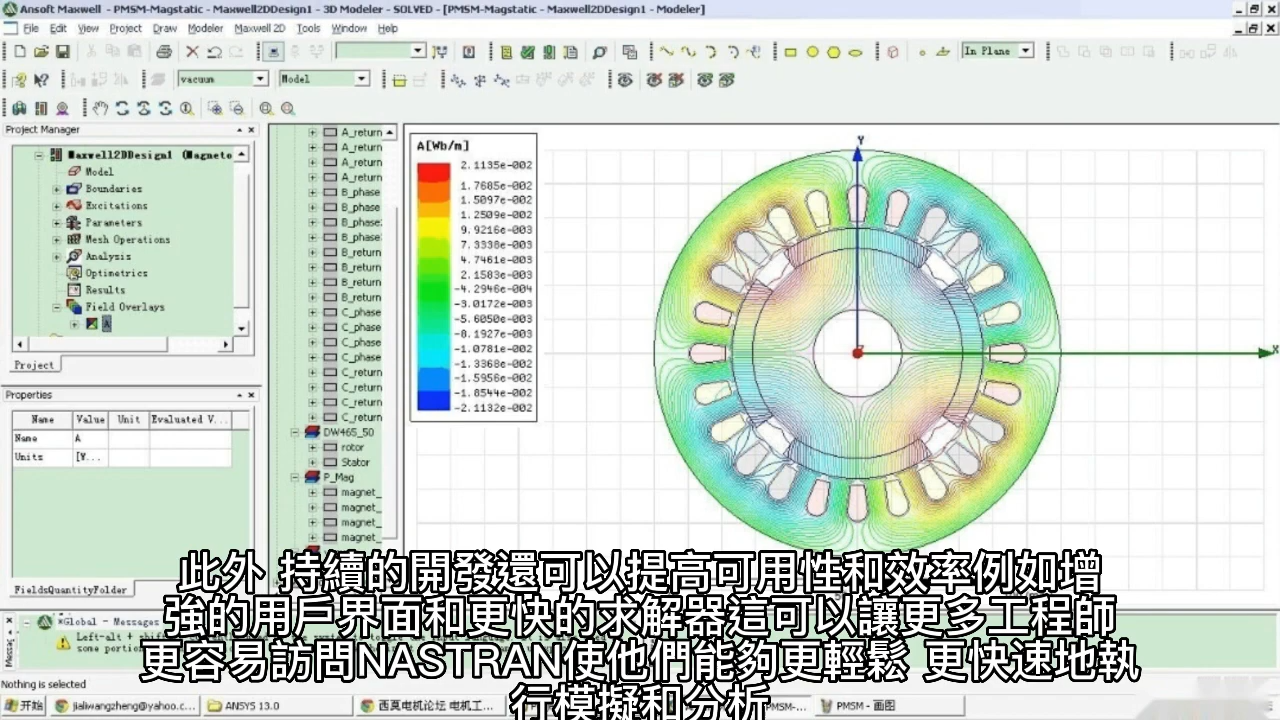 Ansoft Maxwell - PMSM-Magstatic - Maxwell2DDesign1 - 3D Modeler - SOLVED - [PMSM-Magstatic - Maxwell2DDesign1 - Modeler]
File Edit View Project Draw Modeler Maxwell 2D Tools Window Help
In Plane
vacuum
Model
Project Manager
Maxwell2DDesign1 (Magneto
Model
Boundaries
Excitations
Parameters
Mesh Operations
Analysis
Optimetrics
Results
Field Overlays
A
Project
Properties
Name Value Unit Evaluated V...
Name A
Units [W...
FieldsQuantityFolder
A_return
A_return
A_return
A_return
B_phase
B_phase
B_phase
B_phase
B_return
B_return
B_return
B_return
C_phase
C_phase
C_phase
C_phase
C_return
C_return
C_return
C_return
DW465_50
rotor
Stator
P_Mag
magnet_
magnet_
magnet_
magnet_
A[Wb/m]
2.1135e-002
1.7685e-002
1.5097e-002
1.2509e-002
9.9216e-003
7.3338e-003
4.7461e-003
2.1583e-003
-4.2946e-004
-3.0172e-003
-5.6050e-003
-8.1927e-003
-1.0781e-002
-1.3368e-002
-1.5956e-002
-1.8544e-002
-2.1132e-002
Y
X
此外 持續的開發還可以提高可用性和效率例如增
強的用戶界面和更快的求解器這可以讓更多工程師
更容易訪問NASTRAN使他們能夠更輕鬆 更快速地執
行模擬和分析
*Global - Messages
Left-alt + shift
some portion
Nothing is selected
开始
jialiwangzheng@yahoo.c...
ANSYS 13.0
西莫电机论坛 电机工...
PMSM-...
PMSM - 画图